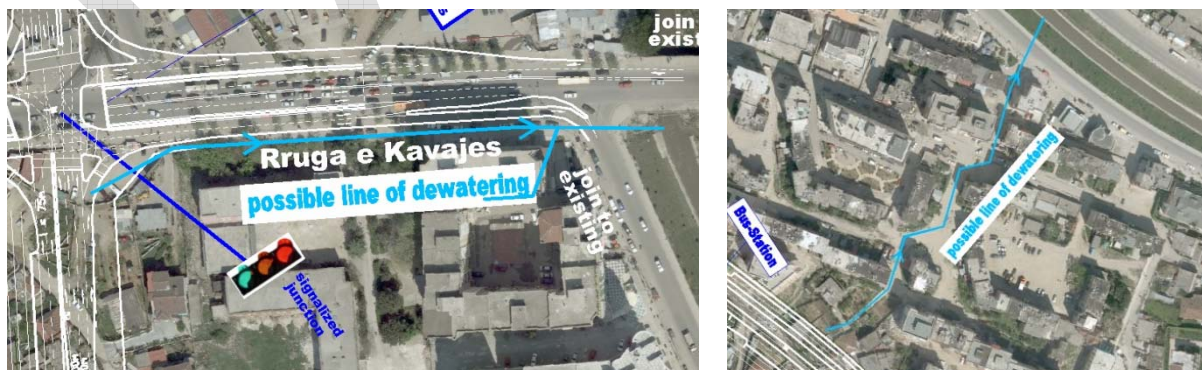 join
exist
Rruga e Kavajes
possible line of dewatering
join to
existing
signalized
junction
Bus-Station
possible line of dewatering